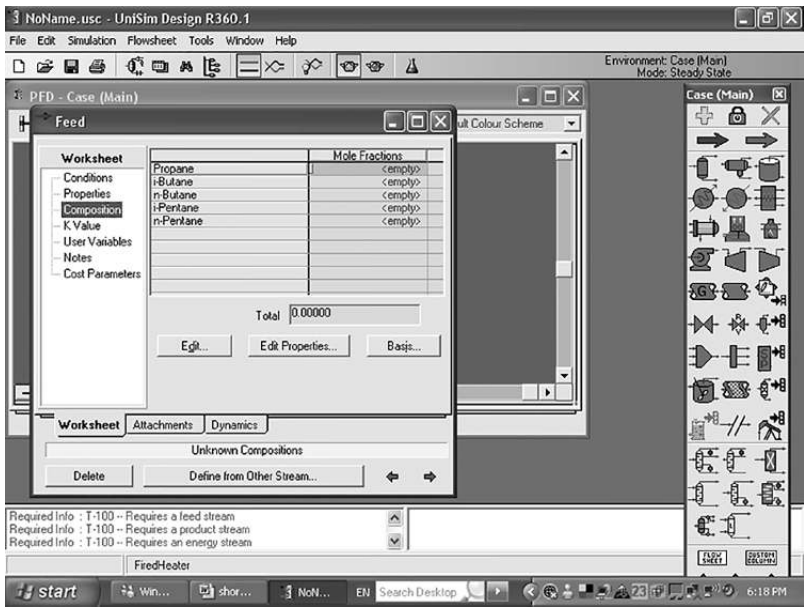 NoName.usc - UniSim Design R360.1
File Edit Simulation Flowsheet Tools Window Help
Environment: Case (Main)
Mode: Steady State
PFD - Case (Main)
Case (Main)
Feed
ult Colour Scheme
Worksheet
Mole Fractions
Conditions
Properties
Composition
K Value
User Variables
Notes
Cost Parameters
Propane <empty>
i-Butane <empty>
n-Butane <empty>
i-Pentane <empty>
n-Pentane <empty>
Total 0.00000
Edit... Edit Properties... Basis...
Worksheet Attachments Dynamics
Unknown Compositions
Delete Define from Other Stream...
Required Info : T-100 -- Requires a feed stream
Required Info : T-100 -- Requires a product stream
Required Info : T-100 -- Requires an energy stream
FLOW SHEET
CUSTOM COLUMN
FiredHeater
start Win... shor... NoN... EN Search Desktop 23 6:18 PM